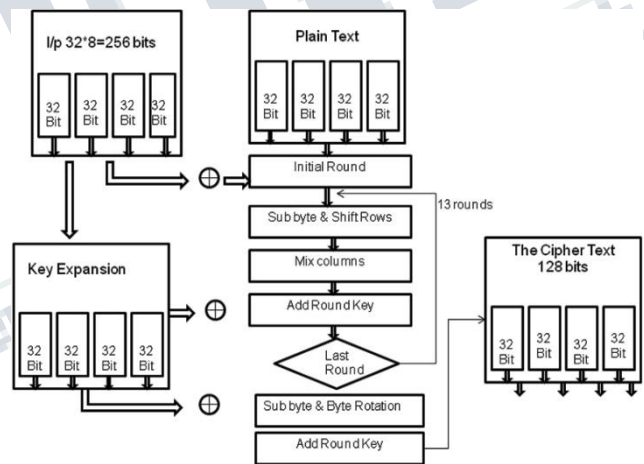 I/p 32*8=256 bits
32 Bit
32 Bit
32 Bit
32 Bit
Plain Text
32 Bit
32 Bit
32 Bit
32 Bit
Initial Round
13 rounds
Sub byte & Shift Rows
Mix columns
Add Round Key
Last
Round
Sub byte & Byte Rotation
Add Round Key
Key Expansion
32 Bit
32 Bit
32 Bit
32 Bit
The Cipher Text
128 bits
32 Bit
32 Bit
32 Bit
32 Bit